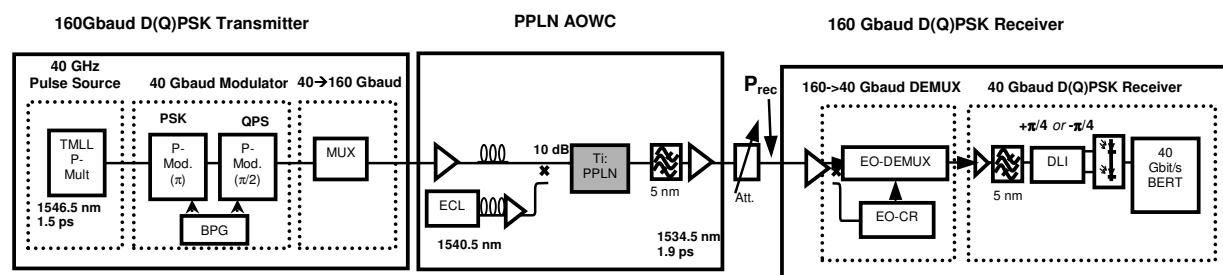 160Gbaud D(Q)PSK Transmitter
PPLN AOWC
160 Gbaud D(Q)PSK Receiver
40 GHz
Pulse Source
40 Gbaud Modulator
40→160 Gbaud
PSK
QPS
TMLL
P-
Mult
P-
Mod.
(π)
P-
Mod.
(π/2)
MUX
BPG
1546.5 nm
1.5 ps
10 dB
ECL
1540.5 nm
Ti:
PPLN
5 nm
1534.5 nm
1.9 ps
Prec
Att.
160->40 Gbaud DEMUX
EO-DEMUX
EO-CR
40 Gbaud D(Q)PSK Receiver
+π/4 or -π/4
5 nm
DLI
40
Gbit/s
BERT